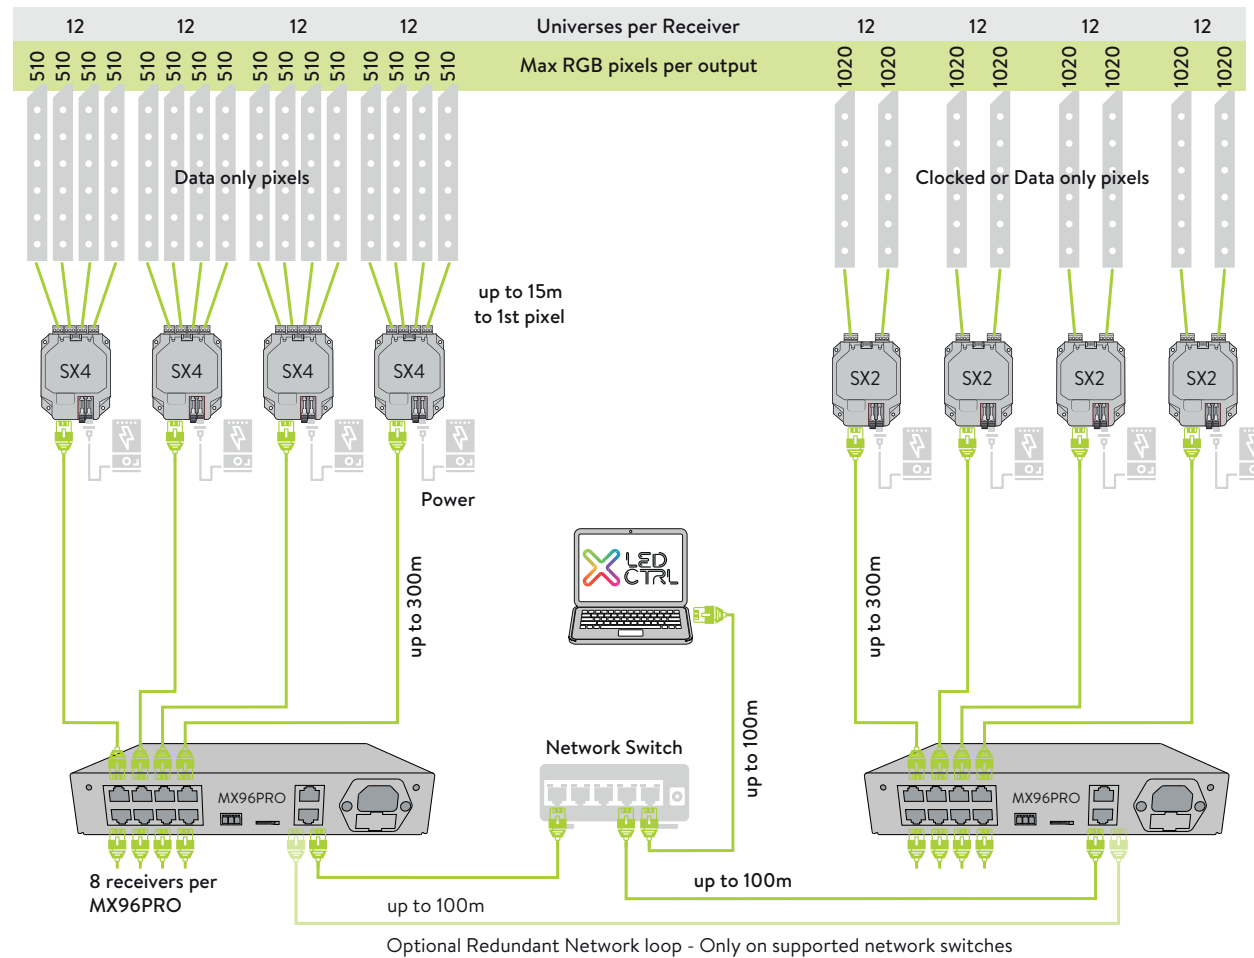 12 12 12 12 Universes per Receiver 12 12 12 12
510 510 510 510 510 510 510 510 510 510 510 510 510 510 510 510 Max RGB pixels per output 1020 1020 1020 1020 1020 1020 1020 1020
Data only pixels
Clocked or Data only pixels
up to 15m
to 1st pixel
SX4 SX4 SX4 SX4
SX2 SX2 SX2 SX2
Power
LED
CTRL
up to 300m
up to 300m
up to 100m
Network Switch
MX96PRO
MX96PRO
8 receivers per
MX96PRO
up to 100m
up to 100m
Optional Redundant Network loop - Only on supported network switches